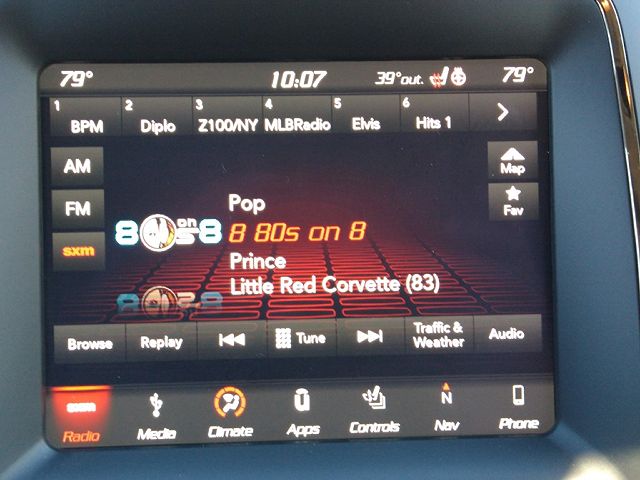 79° 10:07 39°out. 79°
1 2 3 4 5 6
BPM Diplo Z100/NY MLBRadio Elvis Hits 1
AM
Map
FM
Fav
sxm
Pop
8 on 80s 8
8 80s on 8
Prince
Little Red Corvette (83)
Browse Replay Tune Traffic & Weather Audio
sxm N
Radio Media Climate Apps Controls Nav Phone